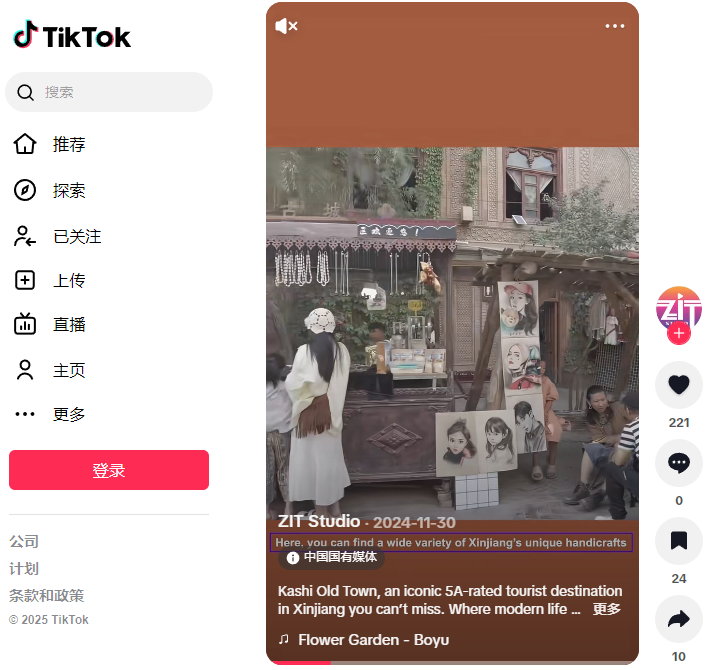 TikTok
搜索
推荐
探索
已关注
上传
直播
主页
更多
登录
公司
计划
条款和政策
© 2025 TikTok
ZIT
ZIT Studio · 2024-11-30
Here, you can find a wide variety of Xinjiang's unique handicrafts
中国国有媒体
Kashi Old Town, an iconic 5A-rated tourist destination
in Xinjiang you can't miss. Where modern life ... 更多
Flower Garden - Boyu
221
0
24
10